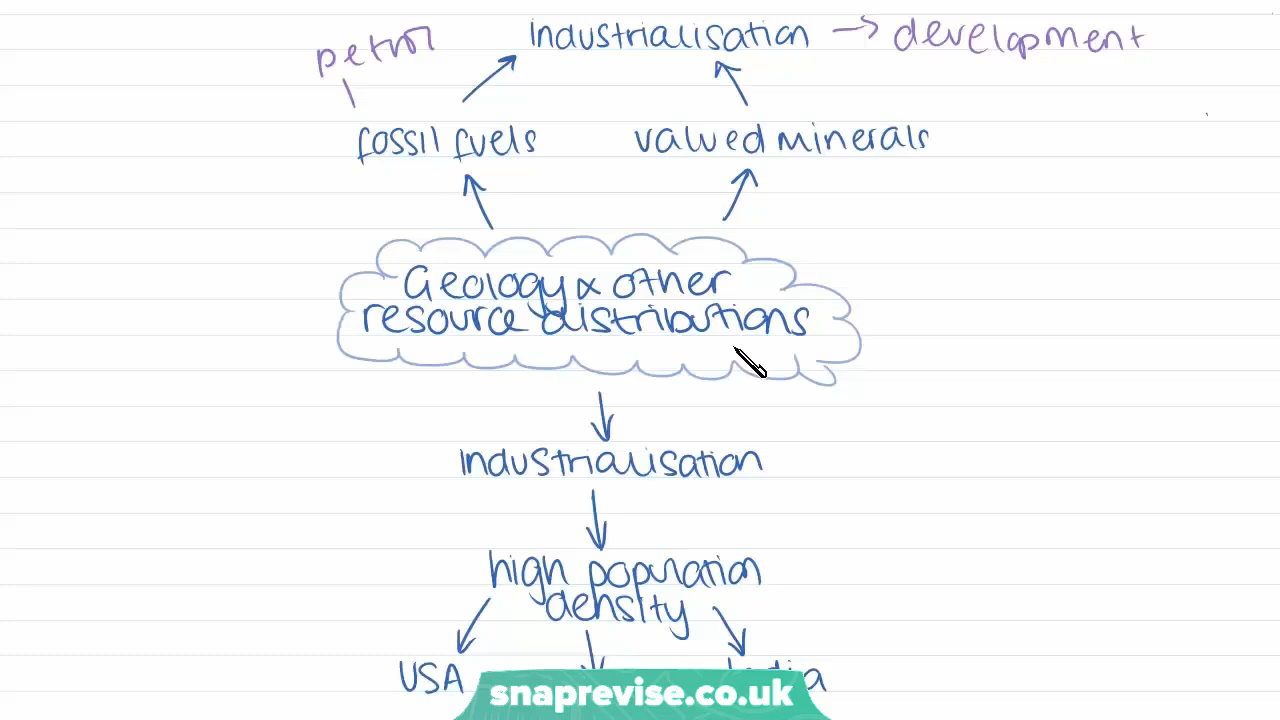 petrol
industrialisation → development
fossil fuels
valued minerals
Geology & other
resource distributions
industrialisation
high population
density
USA
India
snaprevise.co.uk